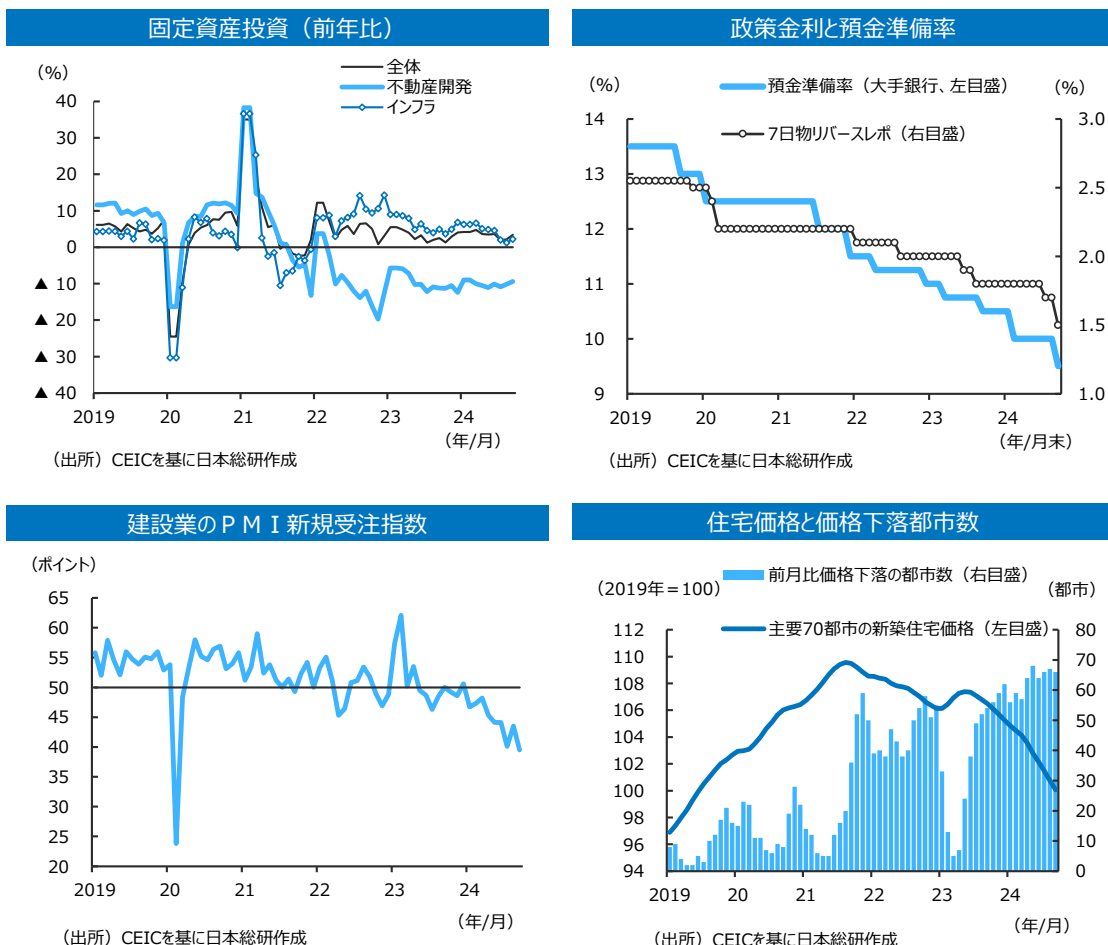 固定資産投資（前年比）
（%）
全体
不動産開発
インフラ
40
30
20
10
0
▲ 10
▲ 20
▲ 30
▲ 40
2019 20 21 22 23 24
（年/月）
（出所）CEICを基に日本総研作成
政策金利と預金準備率
（%） 預金準備率（大手銀行、左目盛） （%）
7日物リバースレポ（右目盛）
14 3.0
13 2.5
12
11 2.0
10 1.5
9 1.0
2019 20 21 22 23 24
（年/月末）
（出所）CEICを基に日本総研作成
建設業のＰＭＩ新規受注指数
（ポイント）
65
60
55
50
45
40
35
30
25
20
2019 20 21 22 23 24
（年/月）
（出所）CEICを基に日本総研作成
住宅価格と価格下落都市数
（2019年＝100） 前月比価格下落の都市数（右目盛） （都市）
主要70都市の新築住宅価格（左目盛）
112 80
110 70
108 60
106 50
104 40
102 30
100 20
98 10
96 0
94
2019 20 21 22 23 24
（年/月）
（出所）CEICを基に日本総研作成